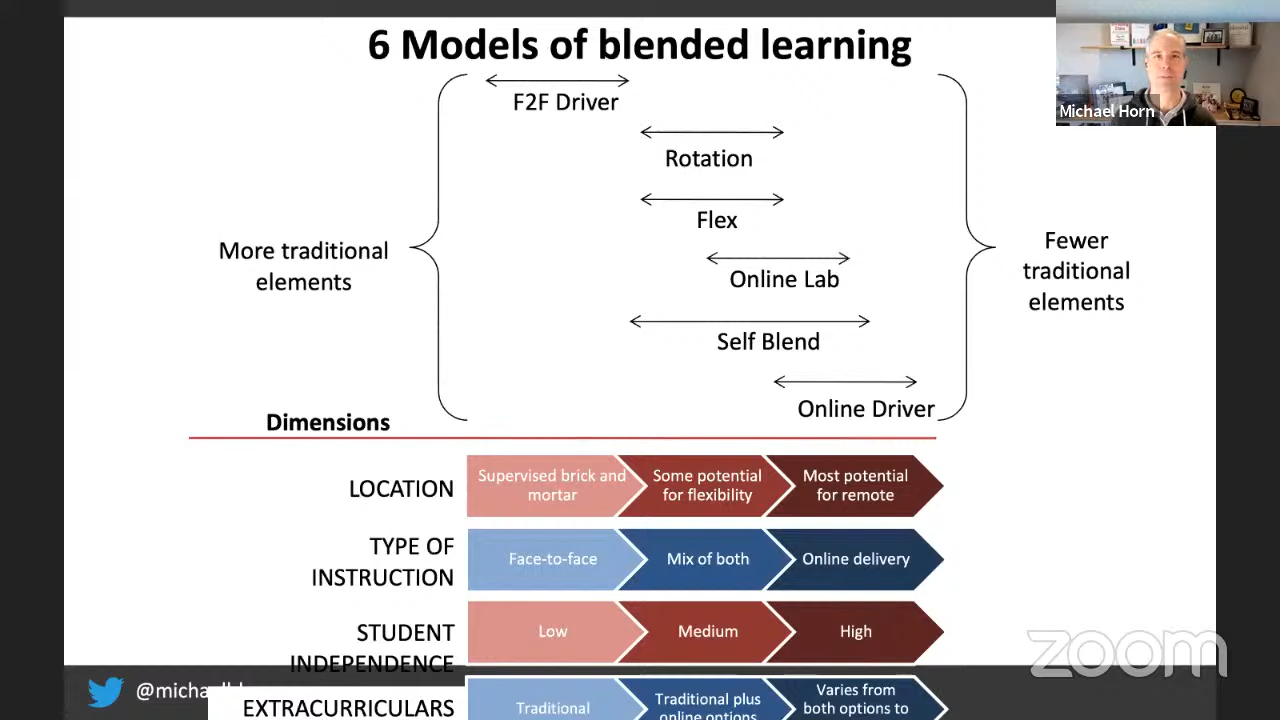 6 Models of blended learning
Michael Horn
F2F Driver
Rotation
Flex
Online Lab
Self Blend
Online Driver
More traditional
elements
Fewer
traditional
elements
Dimensions
LOCATION
Supervised brick and
mortar
Some potential
for flexibility
Most potential
for remote
TYPE OF
INSTRUCTION
Face-to-face
Mix of both
Online delivery
STUDENT
INDEPENDENCE
Low
Medium
High
EXTRACURRICULARS
Traditional
Traditional plus
online options
Varies from
both options to
zoom